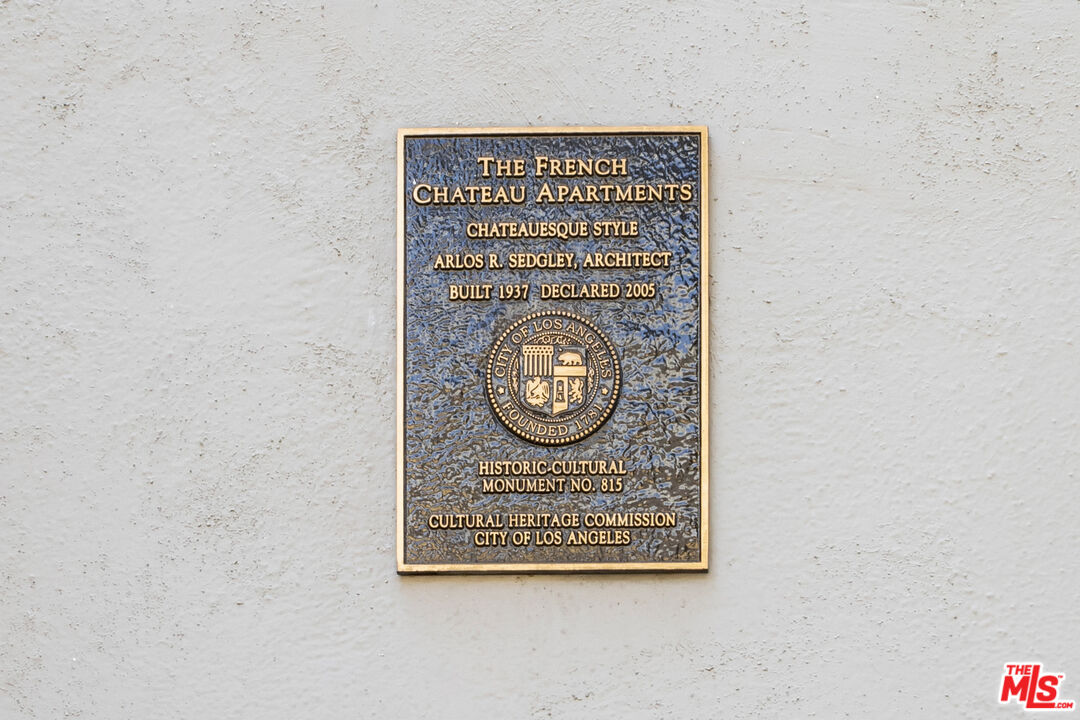 THE FRENCH
CHATEAU APARTMENTS
CHATEAUESQUE STYLE
ARLOS R. SEDGLEY, ARCHITECT
BUILT 1937 DECLARED 2005
CITY OF LOS ANGELES
FOUNDED 1781
HISTORIC-CULTURAL
MONUMENT NO. 815
CULTURAL HERITAGE COMMISSION
CITY OF LOS ANGELES
THE
MLS™
.COM